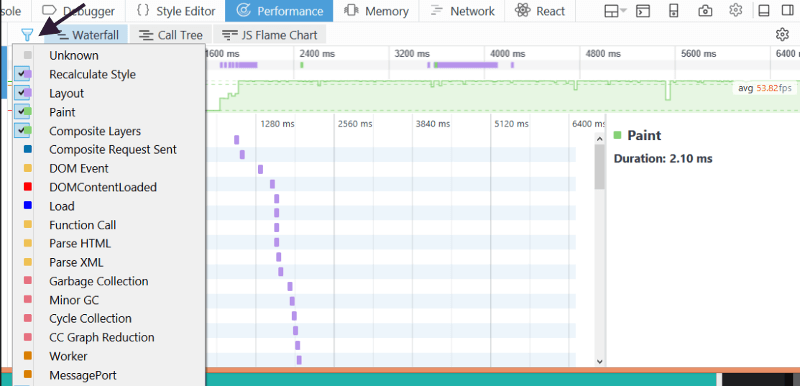 sole Debugger Style Editor Performance Memory Network React
Waterfall Call Tree JS Flame Chart
1600 ms 2400 ms 3200 ms 4000 ms 4800 ms 5600 ms 6400 ms
avg 53.82fps
1280 ms 2560 ms 3840 ms 5120 ms 6400 ms
Paint
Duration: 2.10 ms
Unknown
Recalculate Style
Layout
Paint
Composite Layers
Composite Request Sent
DOM Event
DOMContentLoaded
Load
Function Call
Parse HTML
Parse XML
Garbage Collection
Minor GC
Cycle Collection
CC Graph Reduction
Worker
MessagePort